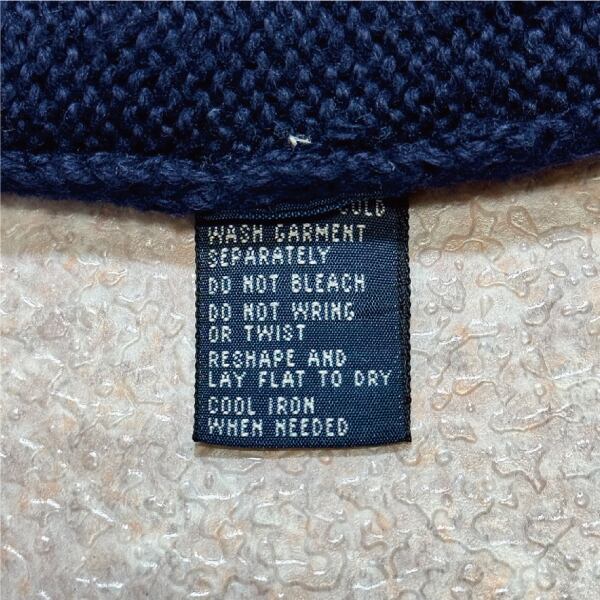 COLD
WASH GARMENT
SEPARATELY
DO NOT BLEACH
DO NOT WRING
OR TWIST
RESHAPE AND
LAY FLAT TO DRY
COOL IRON
WHEN NEEDED